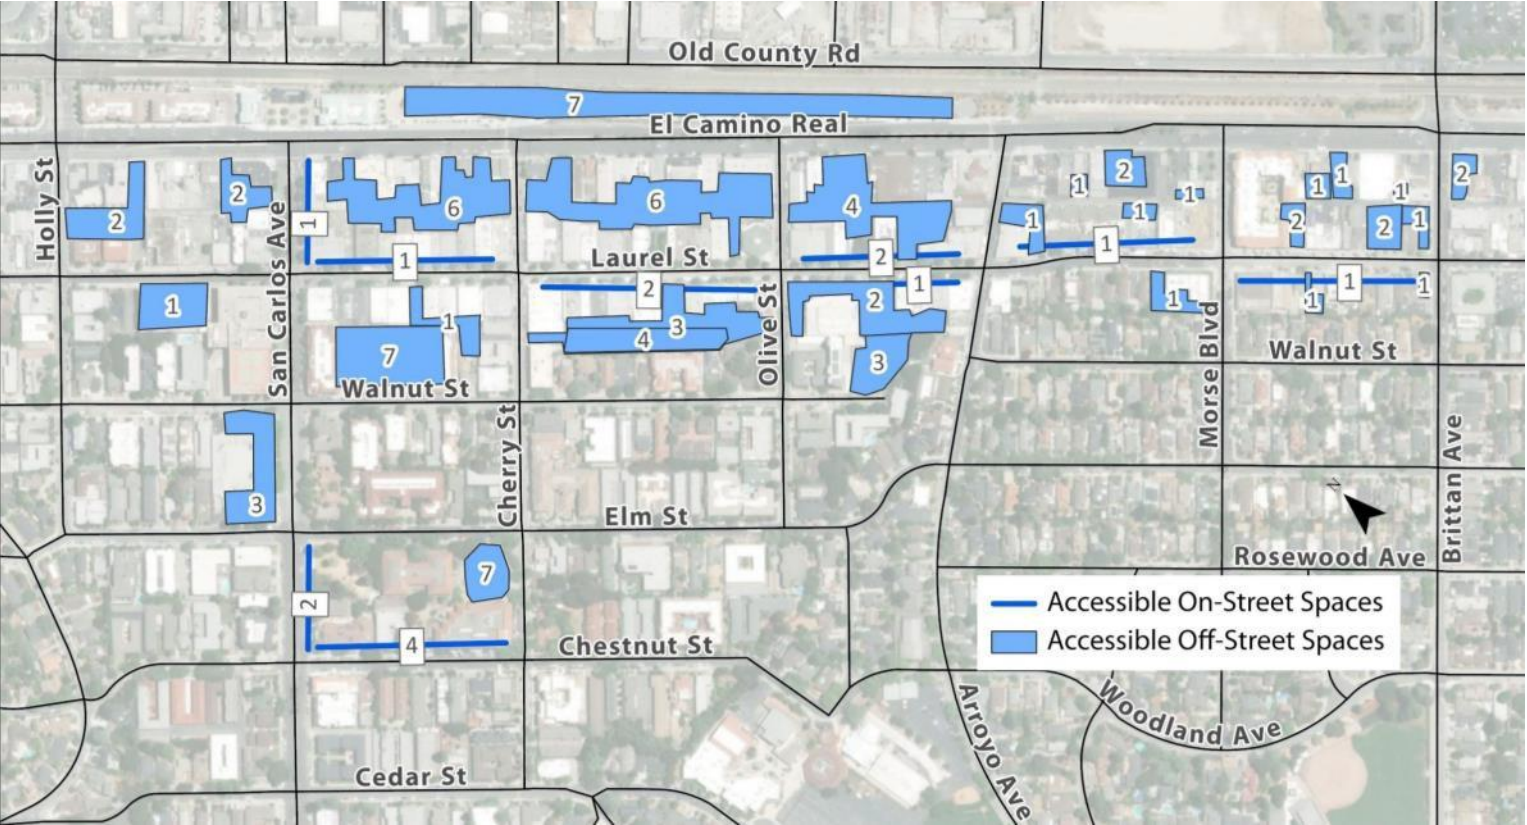 Old County Rd
7
El Camino Real
Holly St
2
2
San Carlos Ave
1
6
1
6
Laurel St
4
2
1
2
1
1
1
1
1
1
1
2
2
1
2
1
1
7
Walnut St
Cherry St
2
3
4
Olive St
2
1
3
1
Morse Blvd
1
1
1
Walnut St
3
Elm St
Brittan Ave
N
Rosewood Ave
2
7
4
Chestnut St
Accessible On-Street Spaces
Accessible Off-Street Spaces
Cedar St
Arroyo Ave
Woodland Ave